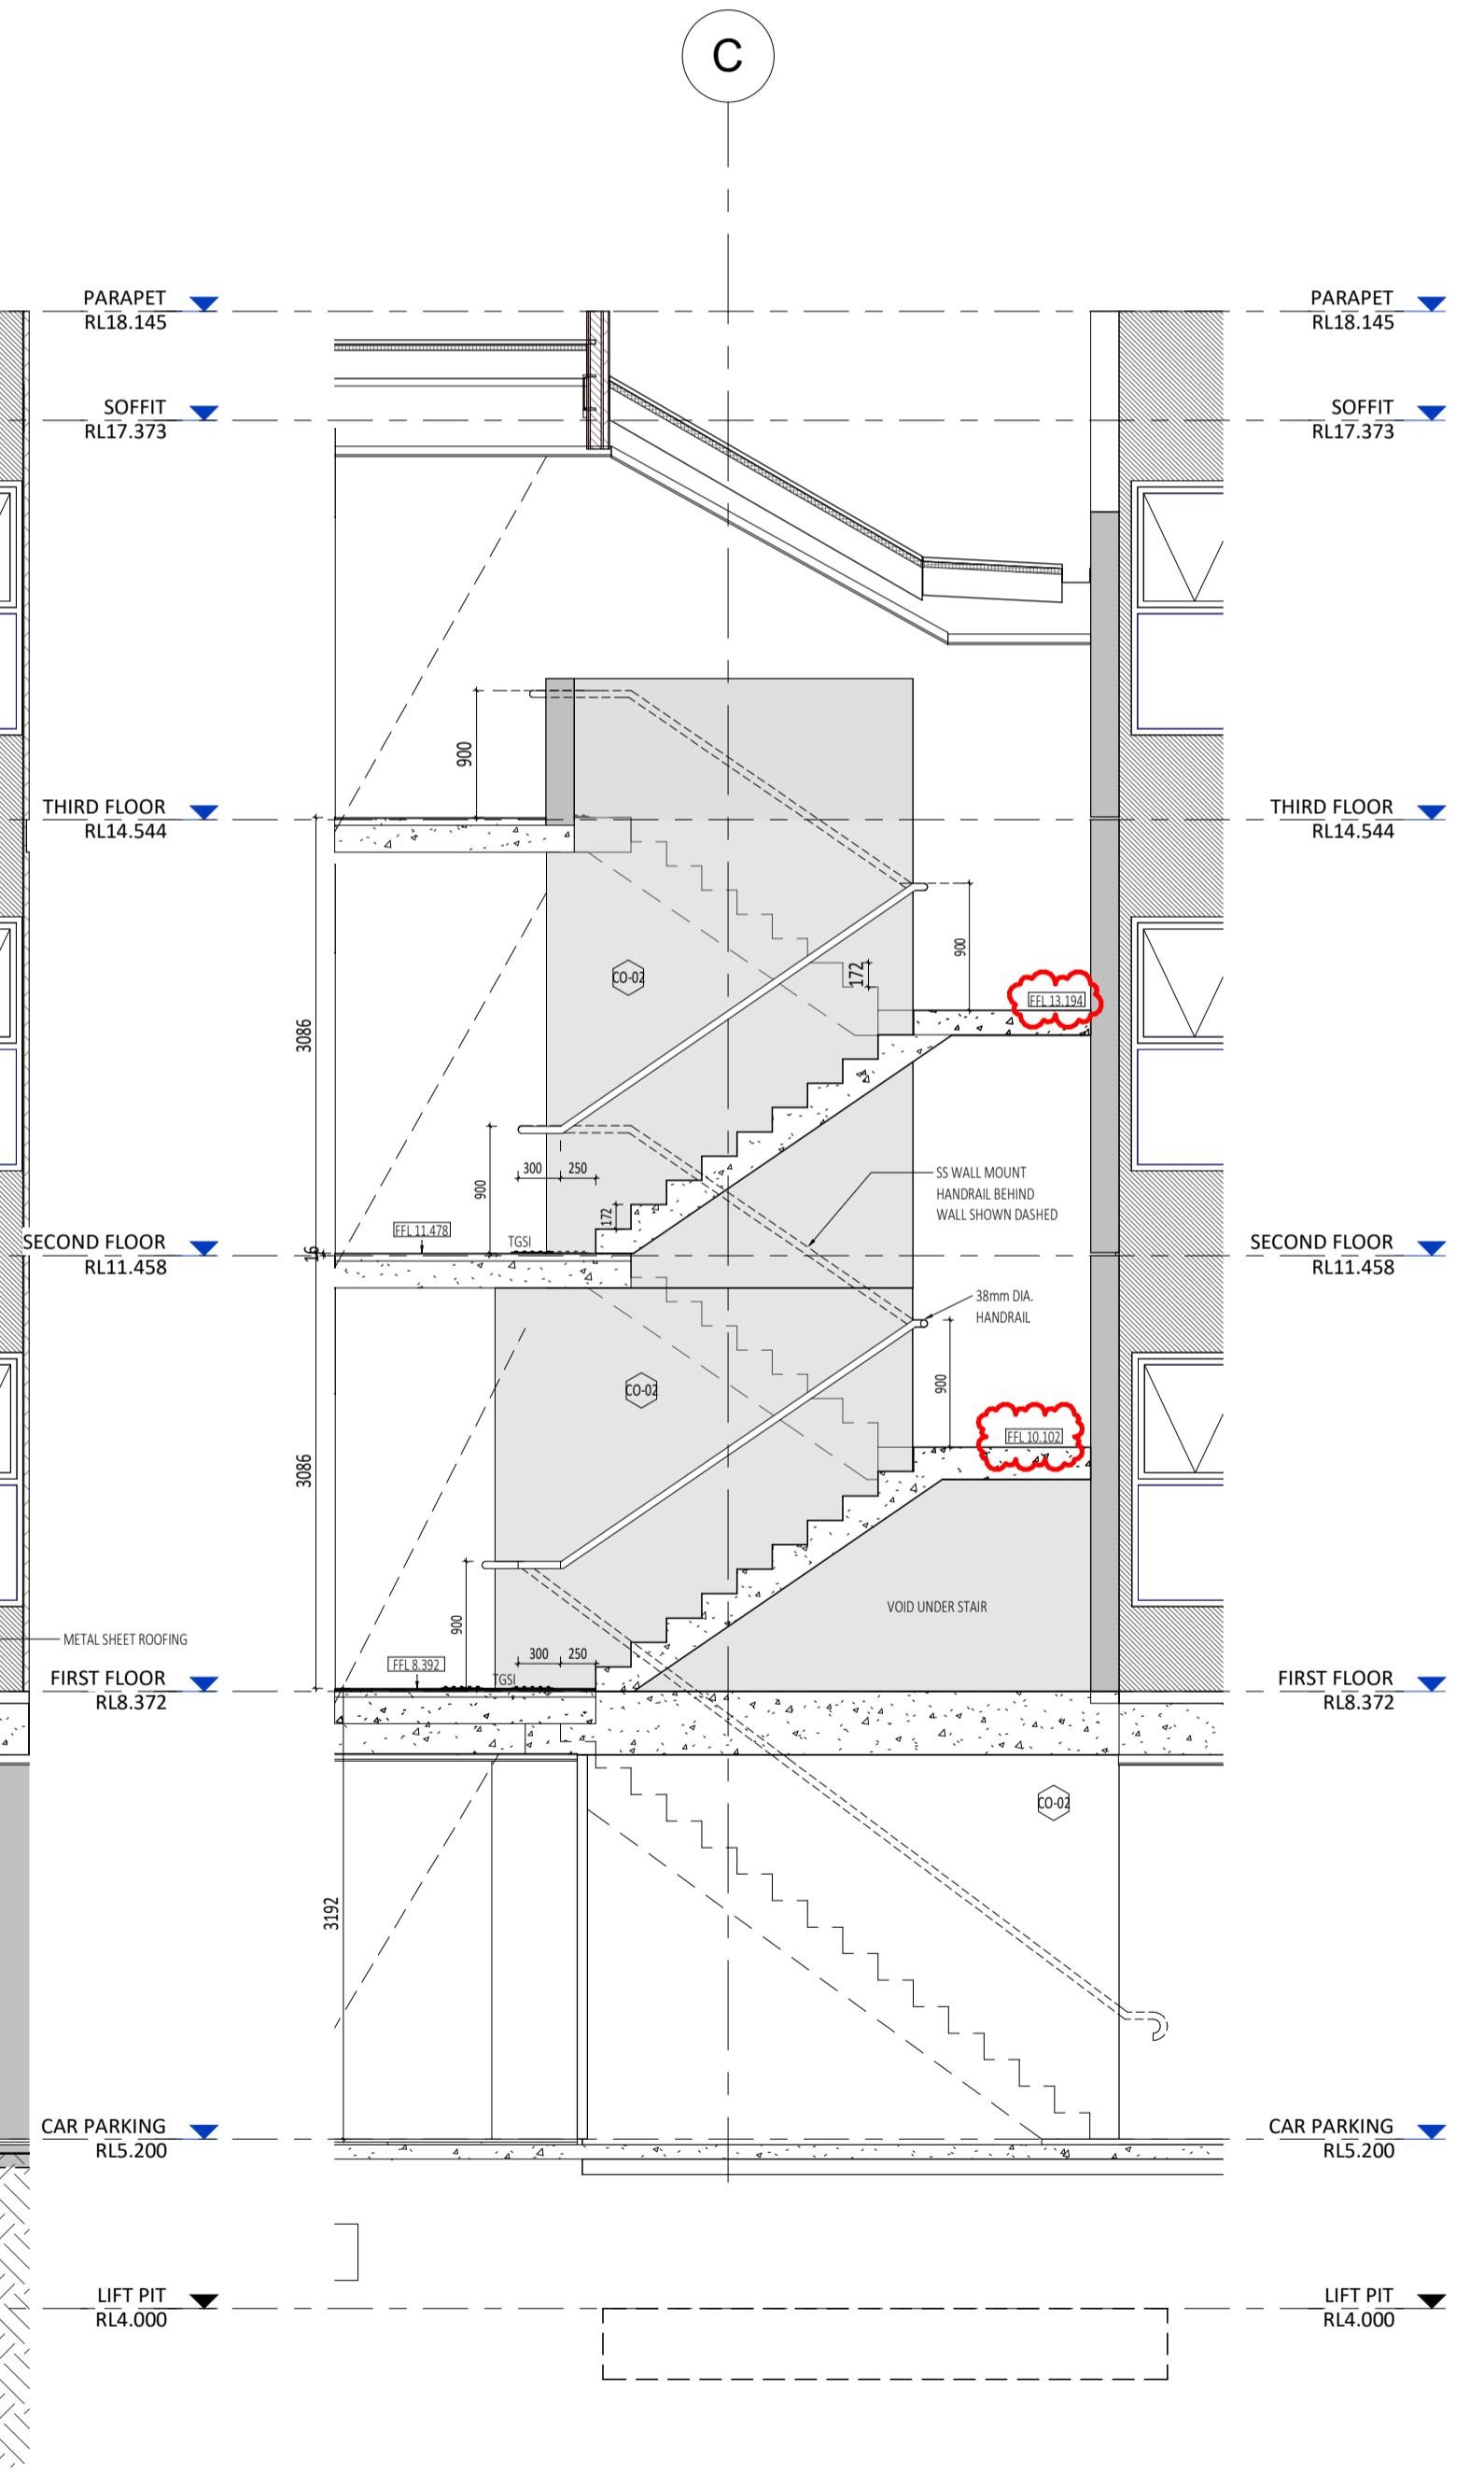 C
PARAPET
RL18.145
PARAPET
RL18.145
SOFFIT
RL17.373
SOFFIT
RL17.373
900
THIRD FLOOR
RL14.544
THIRD FLOOR
RL14.544
900
CO-02
172
FFL 13.194
3086
300
250
900
172
SS WALL MOUNT
HANDRAIL BEHIND
WALL SHOWN DASHED
FFL 11.478
TGSI
16
SECOND FLOOR
RL11.458
SECOND FLOOR
RL11.458
38mm DIA.
HANDRAIL
CO-02
900
FFL 10.102
3086
VOID UNDER STAIR
900
METAL SHEET ROOFING
300
250
FFL 8.392
TGSI
FIRST FLOOR
RL8.372
FIRST FLOOR
RL8.372
CO-02
3192
CAR PARKING
RL5.200
CAR PARKING
RL5.200
LIFT PIT
RL4.000
LIFT PIT
RL4.000